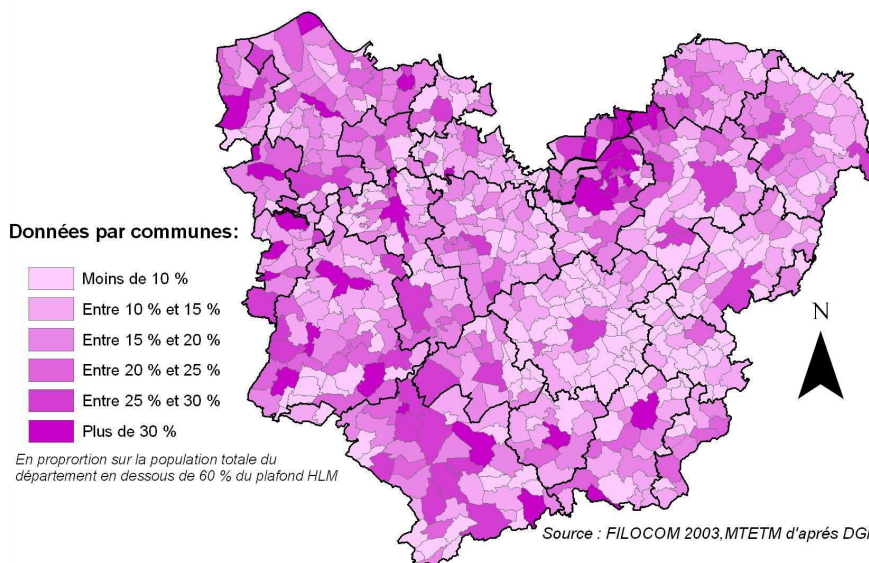 Données par communes:
Moins de 10 %
Entre 10 % et 15 %
Entre 15 % et 20 %
Entre 20 % et 25 %
Entre 25 % et 30 %
Plus de 30 %
En proportion sur la population totale du
département en dessous de 60 % du plafond HLM
N
Source : FILOCOM 2003,MTETM d'aprés DGI